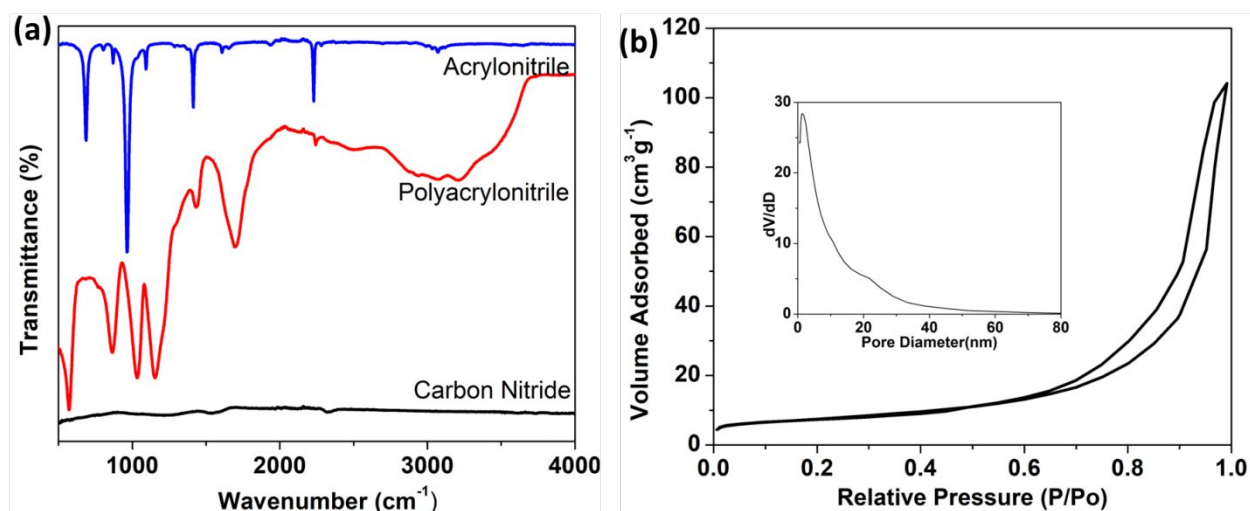 (a)
Acrylonitrile
Polyacrylonitrile
Carbon Nitride
Transmittance (%)
1000 2000 3000 4000
Wavenumber (cm⁻¹)
(b)
120
100
80
60
40
20
0
Volume Adsorbed (cm³g⁻¹)
0.0 0.2 0.4 0.6 0.8 1.0
Relative Pressure (P/Po)
30
20
10
0
dV/dD
0 20 40 60 80
Pore Diameter(nm)